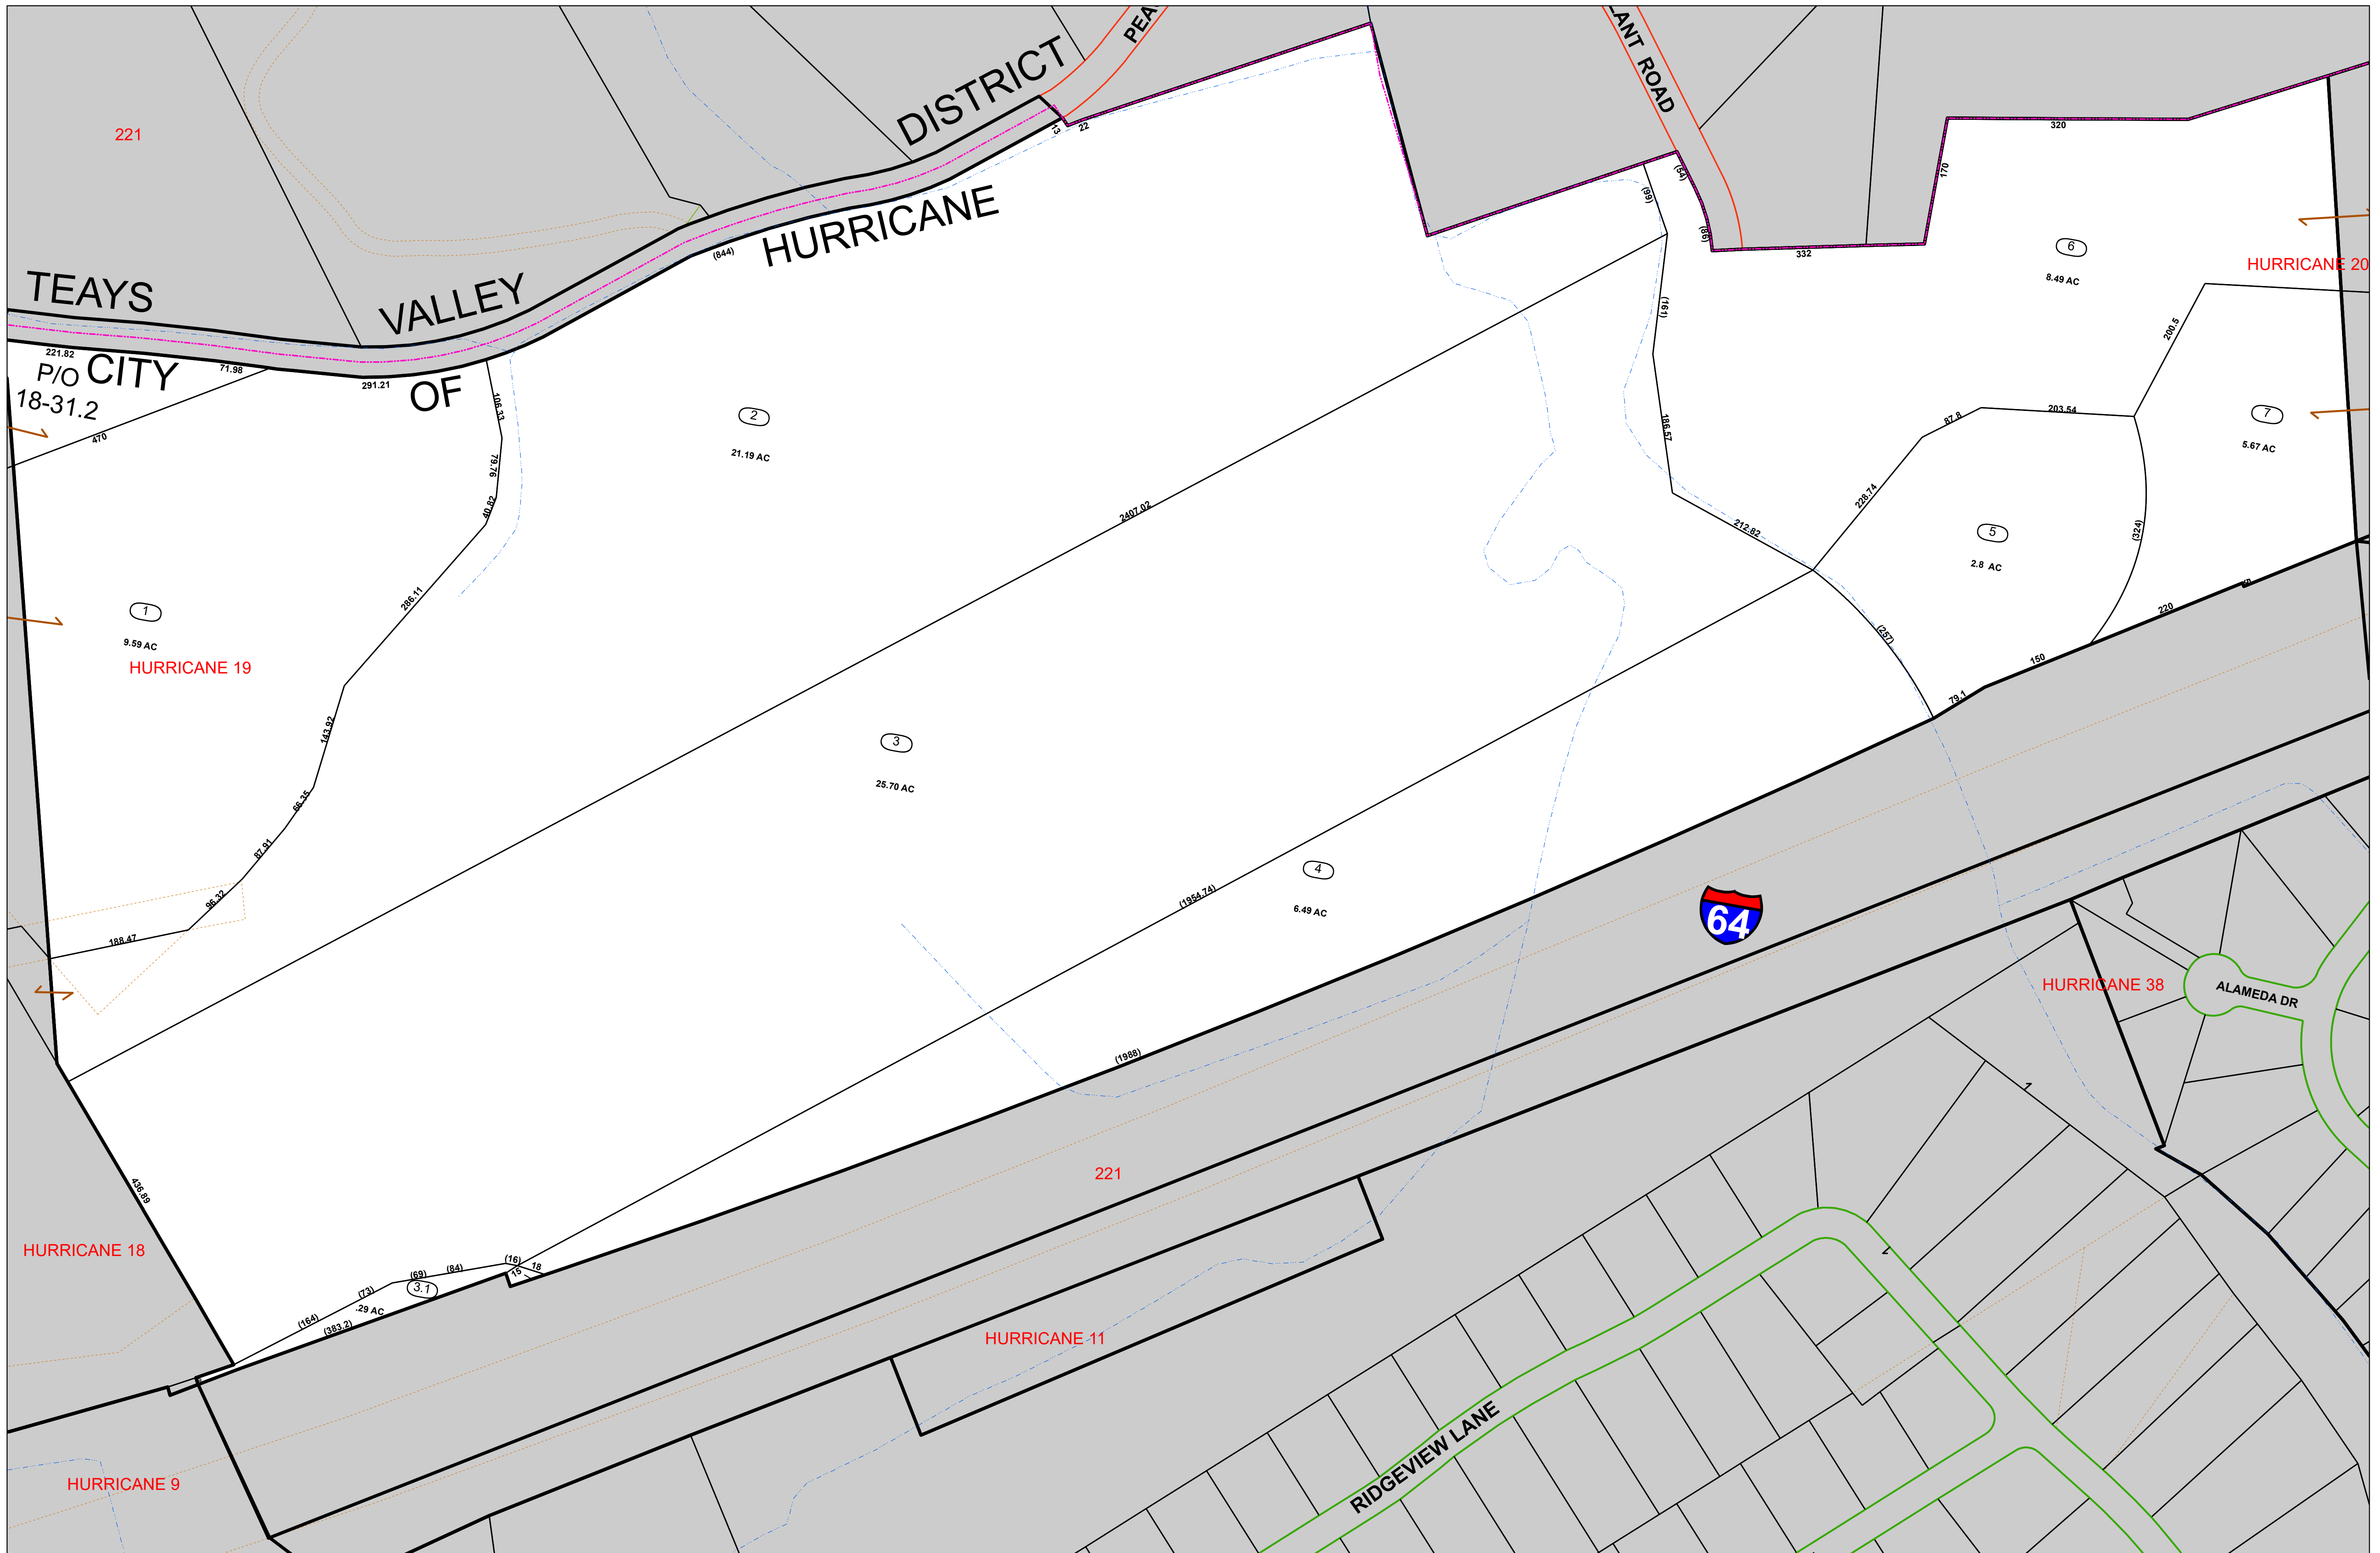 221
TEAYS
VALLEY
DISTRICT
PEA
ANT ROAD
P/O
18-31.2
CITY
OF
HURRICANE
221.82
71.98
291.21
470
(844)
13
22
(99)
(54)
(86)
332
170
320
6
8.49 AC
HURRICANE 20
200.5
7
5.67 AC
106.33
79.76
40.82
286.11
143.92
66.35
87.91
96.32
188.47
1
9.59 AC
HURRICANE 19
2
21.19 AC
2407.02
(161)
186.57
212.82
228.74
87.8
203.54
(324)
5
2.8 AC
(257)
79.1
150
220
3
25.70 AC
(1954.74)
4
6.49 AC
(1988)
64
436.89
HURRICANE 18
(164)
(73)
(69)
(84)
(16)
15
18
3.1
.29 AC
(383.2)
221
HURRICANE 11
HURRICANE 9
HURRICANE 38
ALAMEDA DR
RIDGEVIEW LANE